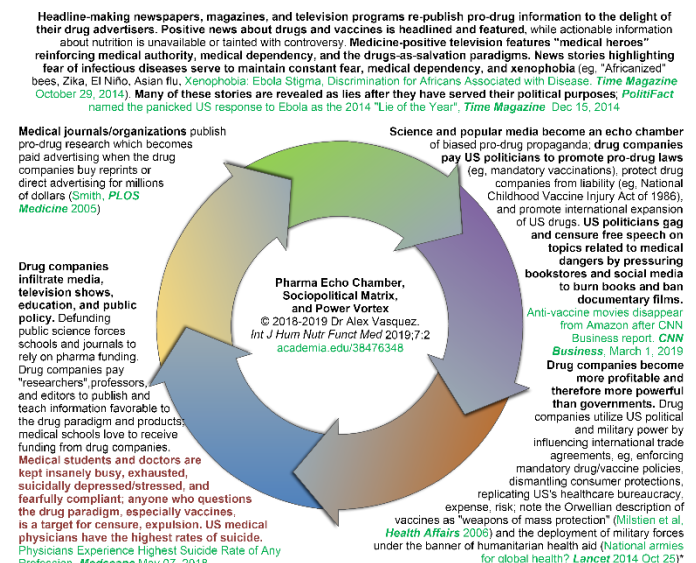 Headline-making newspapers, magazines, and television programs re-publish pro-drug information to the delight of
their drug advertisers. Positive news about drugs and vaccines is headlined and featured, while actionable information
about nutrition is unavailable or tainted with controversy. Medicine-positive television features "medical heroes"
reinforcing medical authority, medical dependency, and the drugs-as-salvation paradigms. News stories highlighting
fear of infectious diseases serve to maintain constant fear, medical dependency, and xenophobia (eg, "Africanized"
bees, Zika, El Niño, Asian flu, Xenophobia: Ebola Stigma, Discrimination for Africans Associated with Disease. Time Magazine
October 29, 2014). Many of these stories are revealed as lies after they have served their political purposes; PolitiFact
named the panicked US response to Ebola as the 2014 "Lie of the Year", Time Magazine Dec 15, 2014
Medical journals/organizations publish
pro-drug research which becomes
paid advertising when the drug
companies buy reprints or
direct advertising for millions
of dollars (Smith, PLOS
Medicine 2005)
Science and popular media become an echo chamber
of biased pro-drug propaganda; drug companies
pay US politicians to promote pro-drug laws
(eg, mandatory vaccinations), protect drug
companies from liability (eg, National
Childhood Vaccine Injury Act of 1986),
and promote international expansion
of US drugs. US politicians gag
and censure free speech on
topics related to medical
dangers by pressuring
bookstores and social media
to burn books and ban
documentary films.
Anti-vaccine movies disappear
from Amazon after CNN
Business report. CNN
Business, March 1, 2019
Drug companies become
more profitable and
therefore more powerful
than governments. Drug
companies utilize US political
and military power by
influencing international trade
agreements, eg, enforcing
mandatory drug/vaccine policies,
dismantling consumer protections,
replicating US's healthcare bureaucracy,
expense, risk; note the Orwellian description of
vaccines as "weapons of mass protection" (Milstien et al,
Health Affairs 2006) and the deployment of military forces
under the banner of humanitarian health aid (National armies
for global health? Lancet 2014 Oct 25)*
Pharma Echo Chamber,
Sociopolitical Matrix,
and Power Vortex
© 2018-2019 Dr Alex Vasquez.
Int J Hum Nutr Funct Med 2019;7:2
academia.edu/38476348
Drug companies
infiltrate media,
television shows,
education, and public
policy. Defunding
public science forces
schools and journals to
rely on pharma funding.
Drug companies pay
"researchers",professors,
and editors to publish and
teach information favorable to
the drug paradigm and products;
medical schools love to receive
funding from drug companies.
Medical students and doctors are
kept insanely busy, exhausted,
suicidally depressed/stressed, and
fearfully compliant; anyone who questions
the drug paradigm, especially vaccines,
is a target for censure, expulsion. US medical
physicians have the highest rates of suicide.
Physicians Experience Highest Suicide Rate of Any
Profession. Medscape May 07, 2018